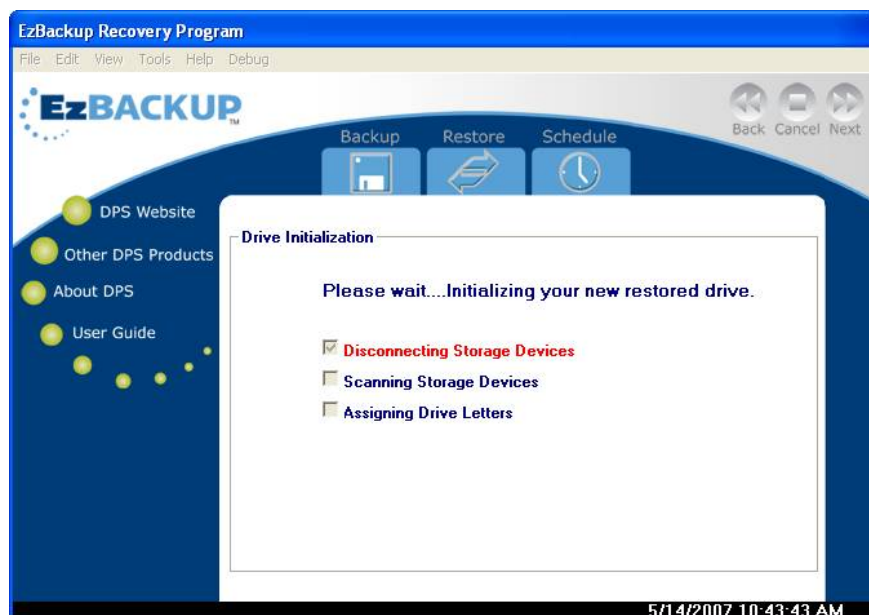 EzBackup Recovery Program
File Edit View Tools Help Debug
EzBACKUP™
Back Cancel Next
Backup Restore Schedule
DPS Website
Other DPS Products
About DPS
User Guide
Drive Initialization
Please wait....Initializing your new restored drive.
Disconnecting Storage Devices
Scanning Storage Devices
Assigning Drive Letters
5/14/2007 10:43:43 AM